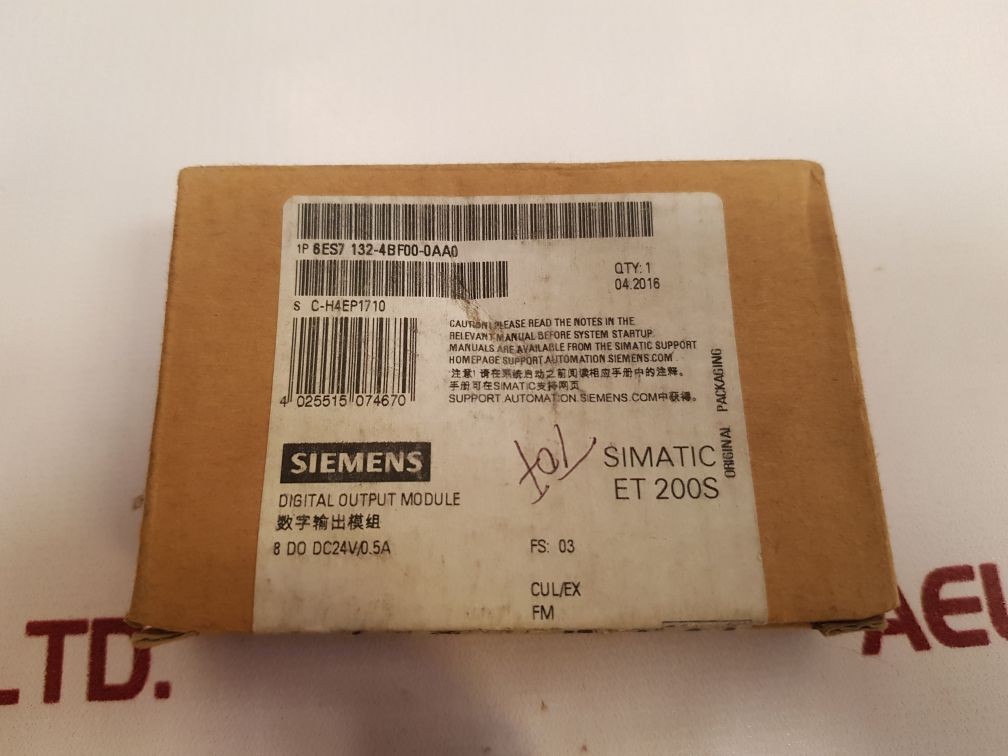 1P 6ES7 132-4BF00-0AA0
QTY: 1
04.2016
S C-H4EP1710
CAUTION! PLEASE READ THE NOTES IN THE
RELEVANT MANUAL BEFORE SYSTEM STARTUP
MANUALS ARE AVAILABLE FROM THE SIMATIC SUPPORT
HOMEPAGE SUPPORT.AUTOMATION.SIEMENS.COM
注意! 请在系统启动之前阅读相应手册中的注释。
手册可在SIMATIC支持网页
SUPPORT.AUTOMATION.SIEMENS.COM中获得。
4 025515 074670
ORIGINAL PACKAGING
SIEMENS
SIMATIC
ET 200S
DIGITAL OUTPUT MODULE
数字输出模组
8 DO DC24V/0.5A
FS: 03
CUL/EX
FM
LTD.